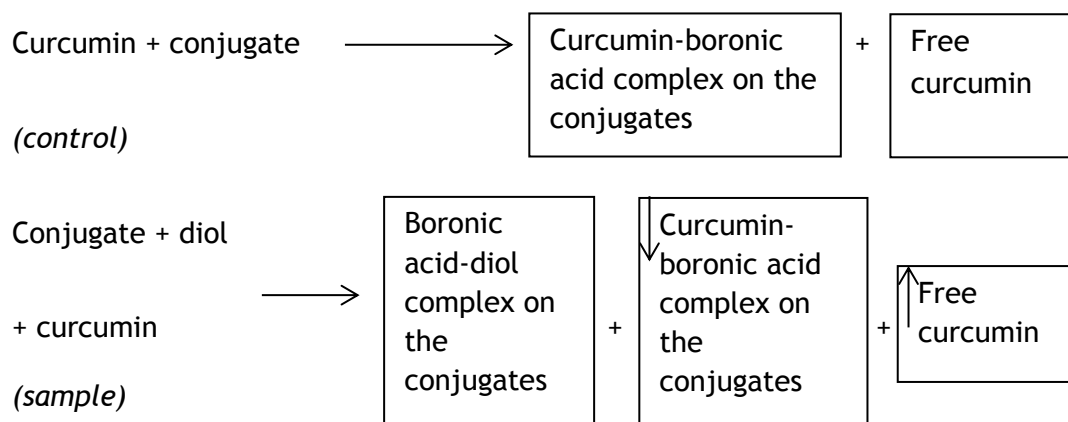 Curcumin + conjugate
(control)
Curcumin-boronic
acid complex on the
conjugates
+
Free
curcumin
Conjugate + diol
+ curcumin
(sample)
Boronic
acid-diol
complex on
the
conjugates
+
Curcumin-
boronic acid
complex on
the
conjugates
+
Free
curcumin